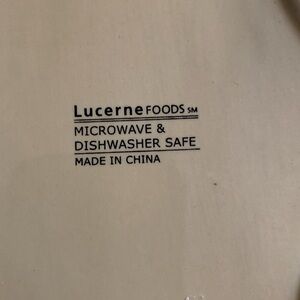 Lucerne FOODS SM
MICROWAVE &
DISHWASHER SAFE
MADE IN CHINA